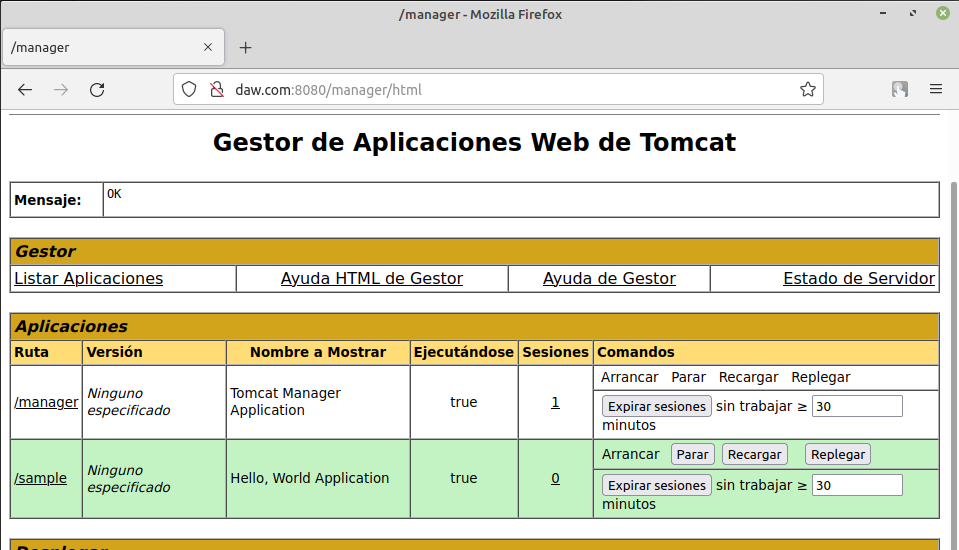 /manager - Mozilla Firefox
/manager
daw.com:8080/manager/html
Gestor de Aplicaciones Web de Tomcat
Mensaje: OK
Gestor
Listar Aplicaciones Ayuda HTML de Gestor Ayuda de Gestor Estado de Servidor
Aplicaciones
Ruta Versión Nombre a Mostrar Ejecutándose Sesiones Comandos
/manager Ninguno especificado Tomcat Manager Application true 1 Arrancar Parar Recargar Replegar
Expirar sesiones sin trabajar ≥ 30
minutos
/sample Ninguno especificado Hello, World Application true 0 Arrancar Parar Recargar Replegar
Expirar sesiones sin trabajar ≥ 30
minutos
Desplegar